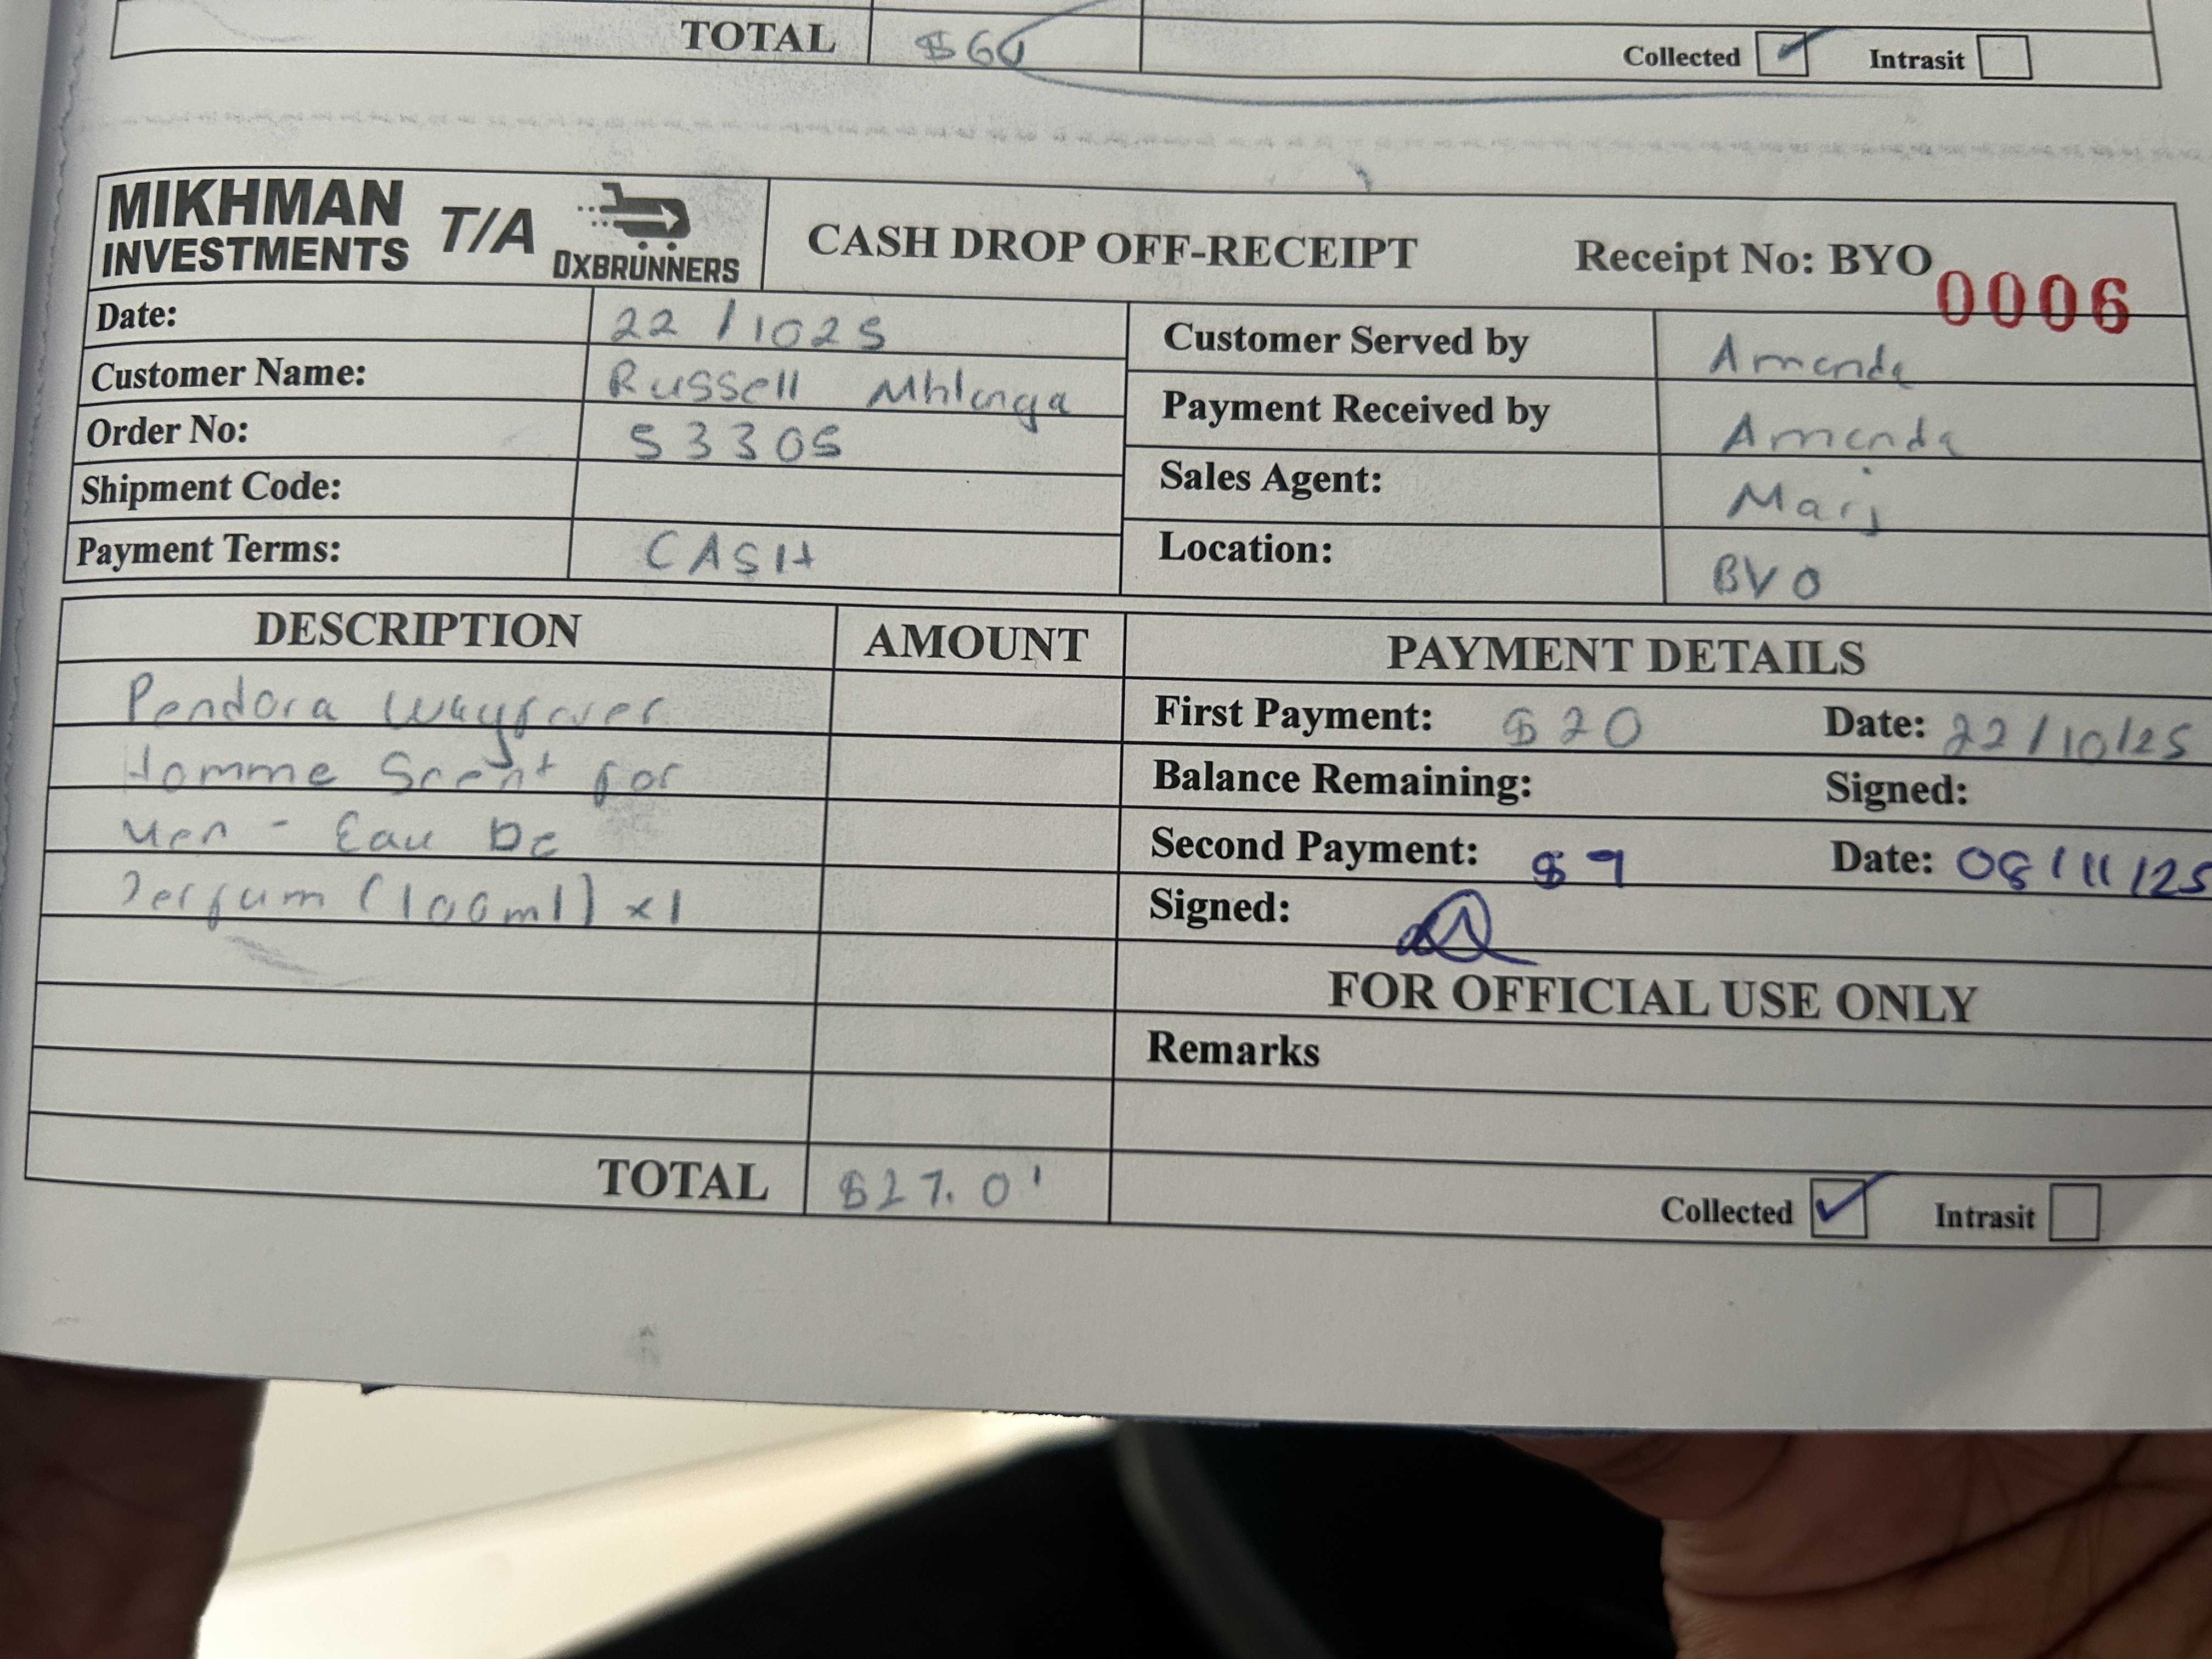 TOTAL $60
Collected Intrasit
MIKHMAN INVESTMENTS T/A DXBRUNNERS
CASH DROP OFF-RECEIPT
Receipt No: BYO 0006
Date: 22/1025
Customer Name: Russell Mhlanga
Order No: 53305
Shipment Code:
Payment Terms: CASH
Customer Served by Amanda
Payment Received by Amanda
Sales Agent: Marj
Location: BYO
DESCRIPTION AMOUNT
Pendora Wayfarer
Homme Scent for
Men - Eau De
Perfum (100ml) x1
TOTAL $27.0
PAYMENT DETAILS
First Payment: $20 Date: 22/10/25
Balance Remaining: Signed:
Second Payment: $7 Date: 08/11/25
Signed:
FOR OFFICIAL USE ONLY
Remarks
Collected Intrasit